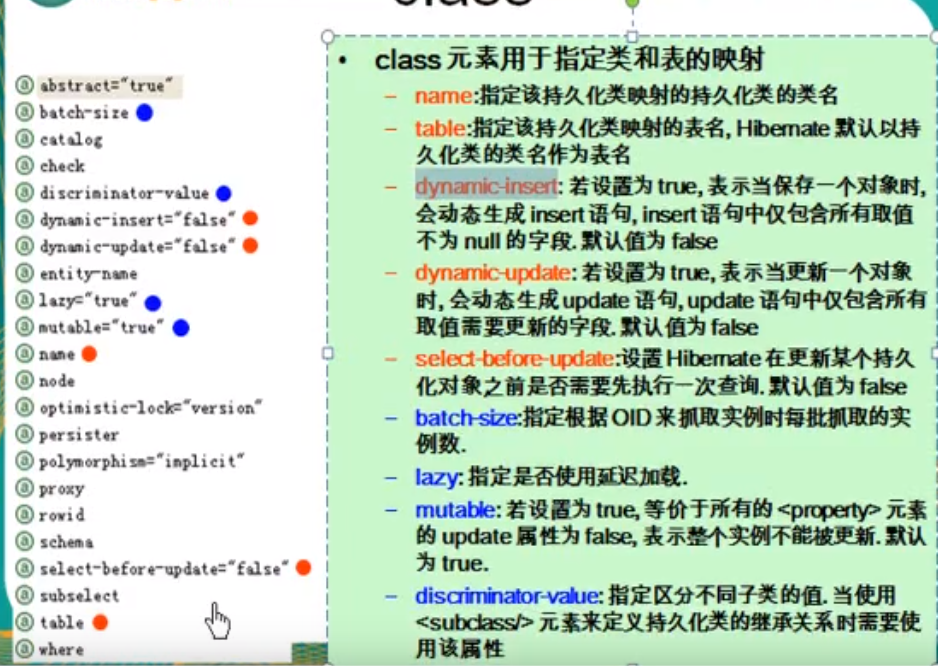 class
abstract="true"
batch-size
catalog
check
discriminator-value
dynamic-insert="false"
dynamic-update="false"
entity-name
lazy="true"
mutable="true"
name
node
optimistic-lock="version"
persister
polymorphism="implicit"
proxy
rowid
schema
select-before-update="false"
subselect
table
where
• class 元素用于指定类和表的映射
– name:指定该持久化类映射的持久化类的类名
– table:指定该持久化类映射的表名, Hibernate 默认以持
久化类的类名作为表名
– dynamic-insert: 若设置为 true, 表示当保存一个对象时,
会动态生成 insert 语句, insert 语句中仅包含所有取值
不为 null 的字段. 默认值为 false
– dynamic-update: 若设置为 true, 表示当更新一个对象
时, 会动态生成 update 语句, update 语句中仅包含所有
取值需要更新的字段. 默认值为 false
– select-before-update:设置 Hibernate 在更新某个持久
化对象之前是否需要先执行一次查询. 默认值为 false
– batch-size:指定根据 OID 来抓取实例时每批抓取的实
例数.
– lazy: 指定是否使用延迟加载.
– mutable: 若设置为 true, 等价于所有的 <property> 元素
的 update 属性为 false, 表示整个实例不能被更新. 默认
为 true.
– discriminator-value: 指定区分不同子类的值. 当使用
<subclass/> 元素来定义持久化类的继承关系时需要使
用该属性